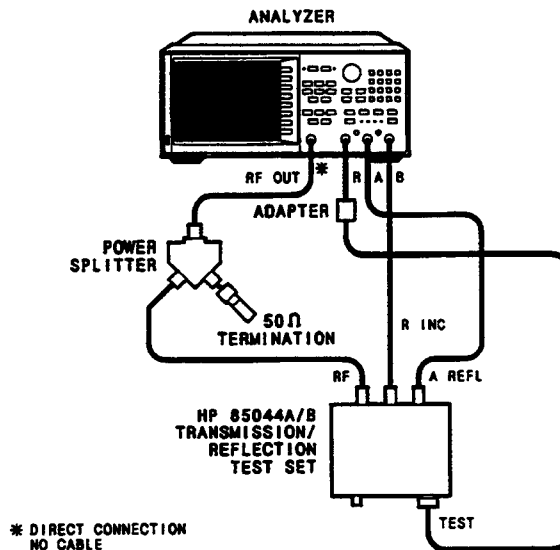 ANALYZER
RF OUT * R A B
ADAPTER
POWER
SPLITTER
50Ω
TERMINATION
R INC
RF
A REFL
HP 85044A/B
TRANSMISSION/
REFLECTION
TEST SET
TEST
* DIRECT CONNECTION
NO CABLE